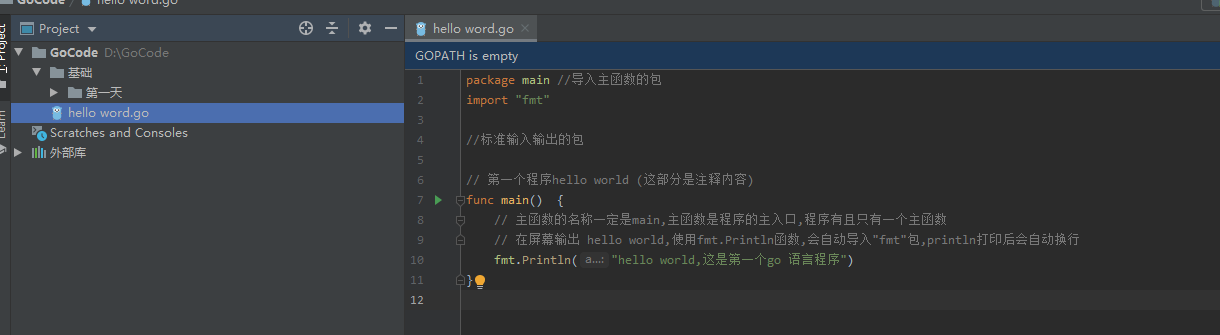 GoCode hello word.go
1: Project
Project
hello word.go
GoCode D:\GoCode
GOPATH is empty
基础
第一天
hello word.go
Scratches and Consoles
外部库
Learn
1 package main //导入主函数的包
2 import "fmt"
3
4 //标准输入输出的包
5
6 // 第一个程序hello world (这部分是注释内容)
7 func main() {
8 // 主函数的名称一定是main,主函数是程序的主入口,程序有且只有一个主函数
9 // 在屏幕输出 hello world,使用fmt.Println函数,会自动导入"fmt"包,println打印后会自动换行
10 fmt.Println( a...: "hello world,这是第一个go 语言程序")
11 }
12